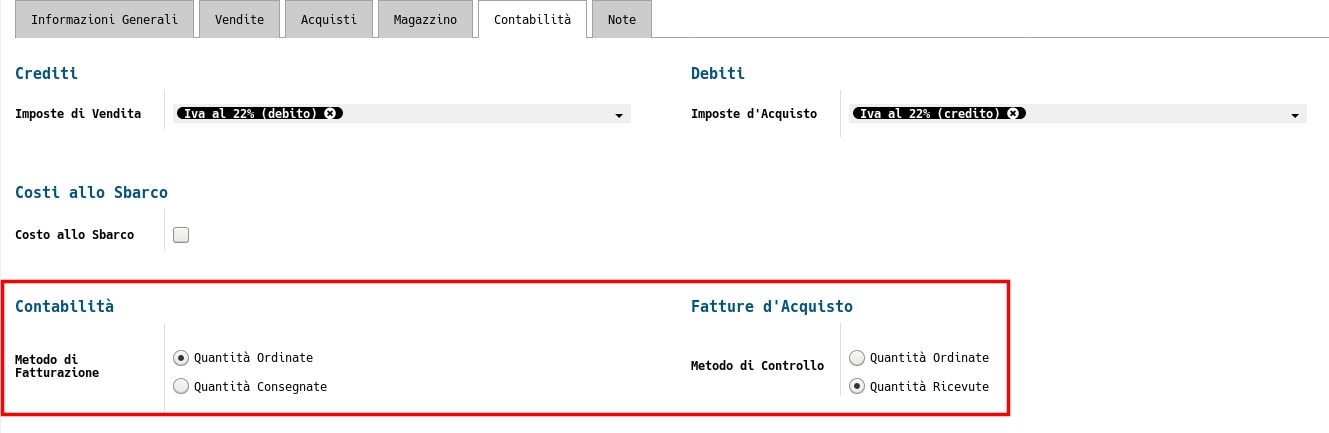 Informazioni Generali
Vendite
Acquisti
Magazzino
Contabilità
Note
Crediti
Debiti
Imposte di Vendita
Iva al 22% (debito)
Imposte d'Acquisto
Iva al 22% (credito)
Costi allo Sbarco
Costo allo Sbarco
Contabilità
Fatture d'Acquisto
Metodo di
Fatturazione
Quantità Ordinate
Quantità Consegnate
Metodo di Controllo
Quantità Ordinate
Quantità Ricevute